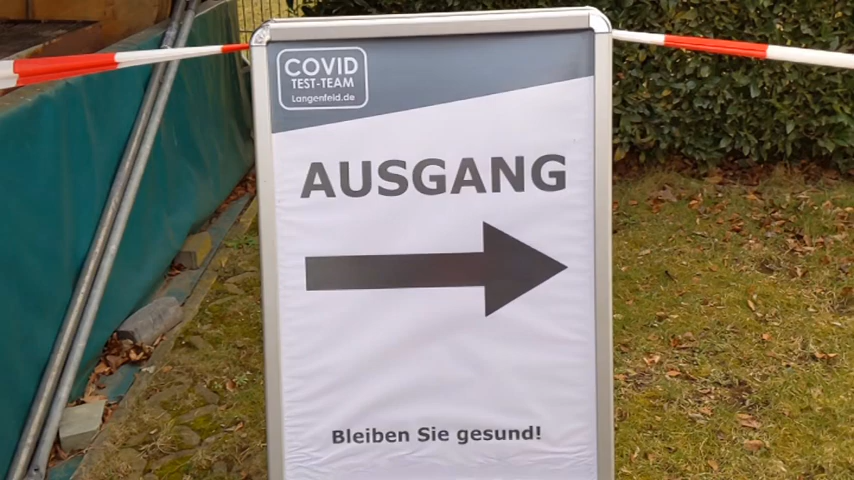 COVID
TEST-TEAM
Langenfeld.de
AUSGANG
Bleiben Sie gesund!